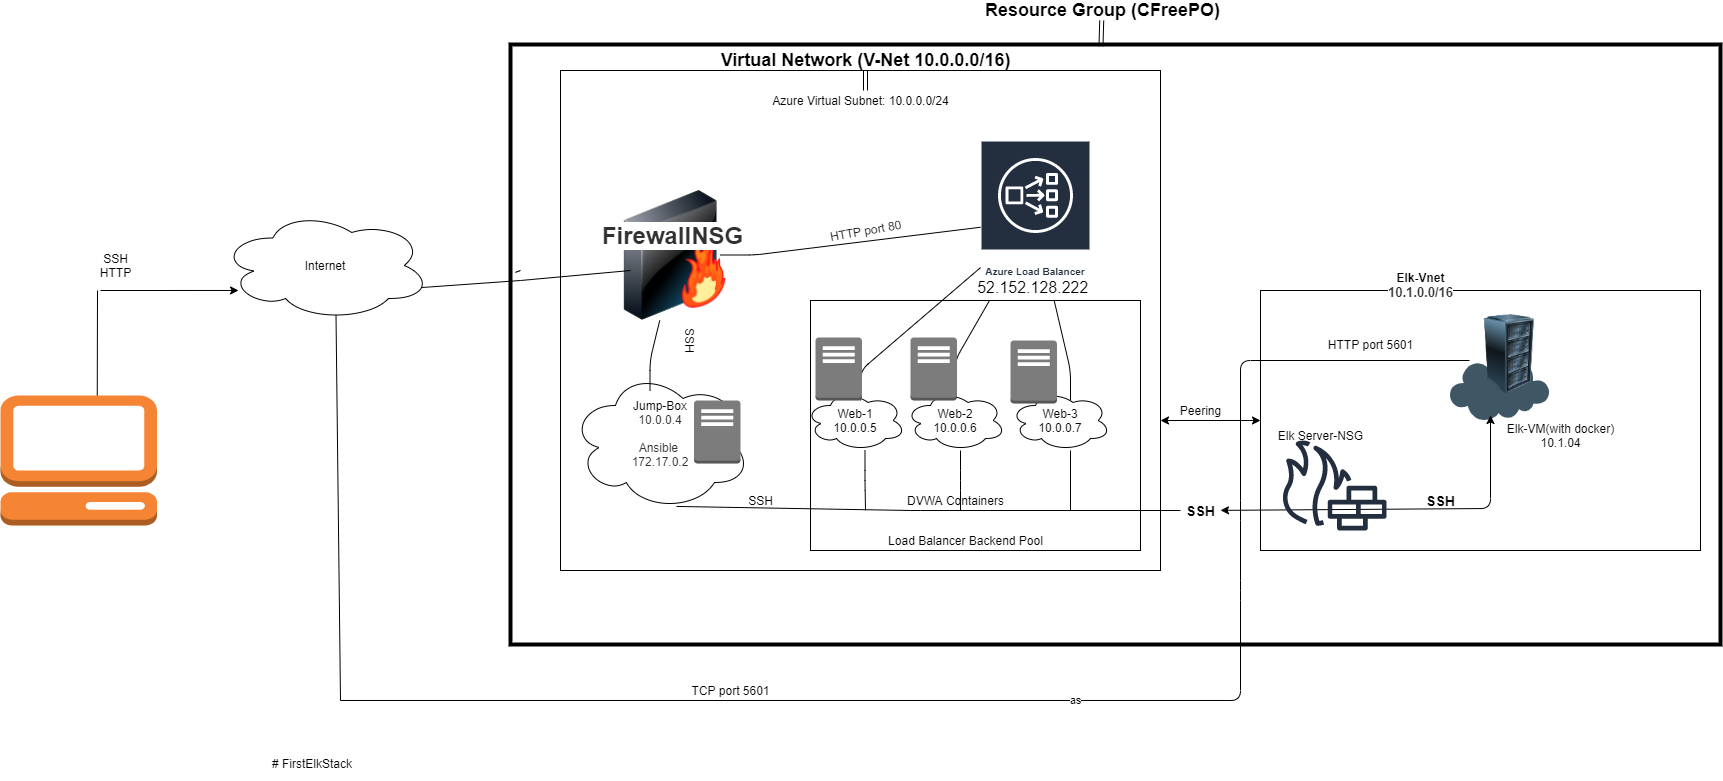 Resource Group (CFreePO)
Virtual Network (V-Net 10.0.0.0/16)
Azure Virtual Subnet: 10.0.0.0/24
SSH
HTTP
Internet
FirewallNSG
HTTP port 80
Azure Load Balancer
52.152.128.222
SSH
Jump-Box
10.0.0.4
Ansible
172.17.0.2
Web-1
10.0.0.5
Web-2
10.0.0.6
Web-3
10.0.0.7
SSH
DVWA Containers
Load Balancer Backend Pool
Peering
SSH
Elk-Vnet
10.1.0.0/16
HTTP port 5601
Elk-VM(with docker)
10.1.04
Elk Server-NSG
SSH
TCP port 5601
as
# FirstElkStack